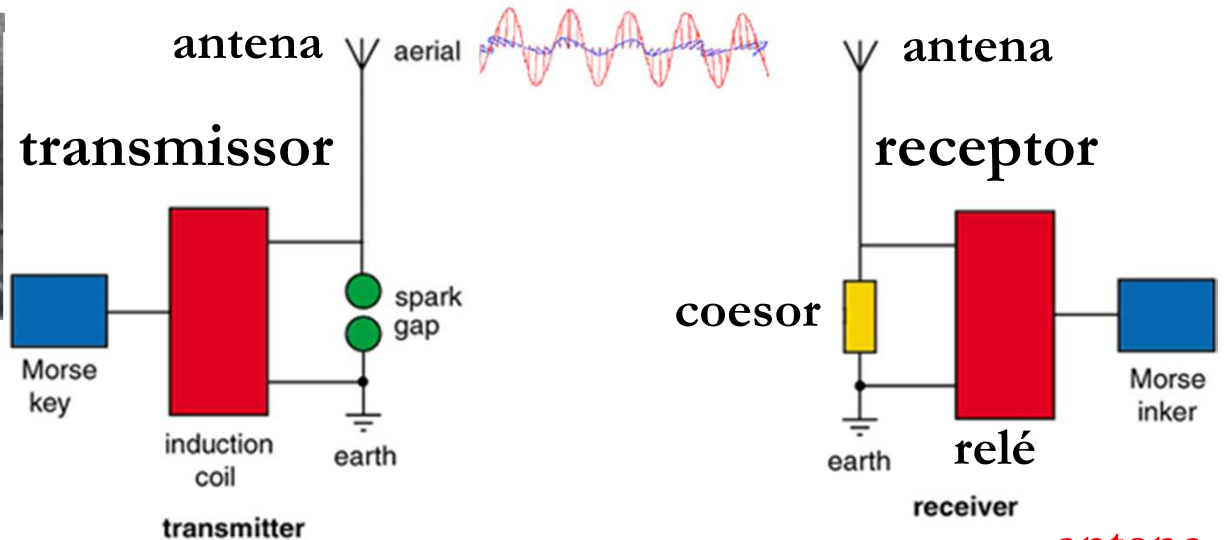 antena
aerial
antena
transmissor
receptor
spark
gap
coesor
Morse
key
Morse
inker
induction
coil
earth
earth
relé
transmitter
receiver
antena